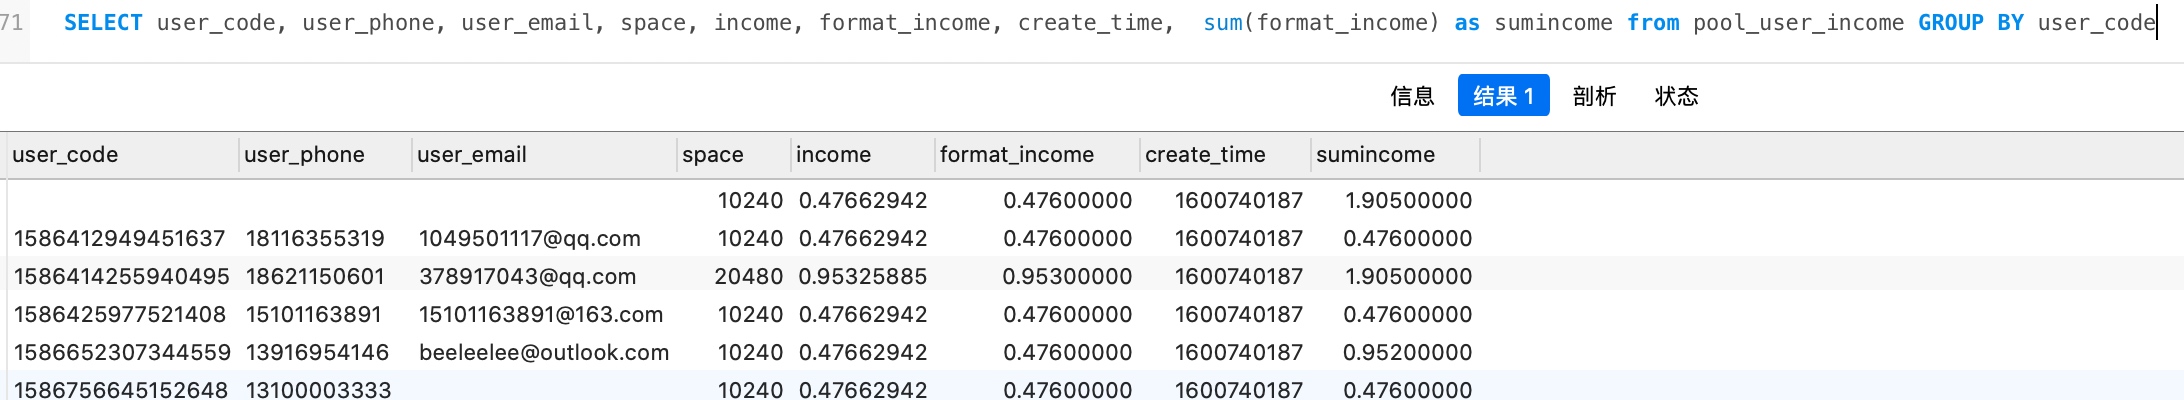 71 SELECT user_code, user_phone, user_email, space, income, format_income, create_time,  sum(format_income) as sumincome from pool_user_income GROUP BY user_code
信息 结果 1 剖析 状态
user_code user_phone user_email space income format_income create_time sumincome
10240 0.47662942 0.47600000 1600740187 1.90500000
1586412949451637 18116355319 1049501117@qq.com 10240 0.47662942 0.47600000 1600740187 0.47600000
1586414255940495 18621150601 378917043@qq.com 20480 0.95325885 0.95300000 1600740187 1.90500000
1586425977521408 15101163891 15101163891@163.com 10240 0.47662942 0.47600000 1600740187 0.47600000
1586652307344559 13916954146 beeleelee@outlook.com 10240 0.47662942 0.47600000 1600740187 0.95200000
1586756645152648 13100003333 10240 0.47662942 0.47600000 1600740187 0.47600000